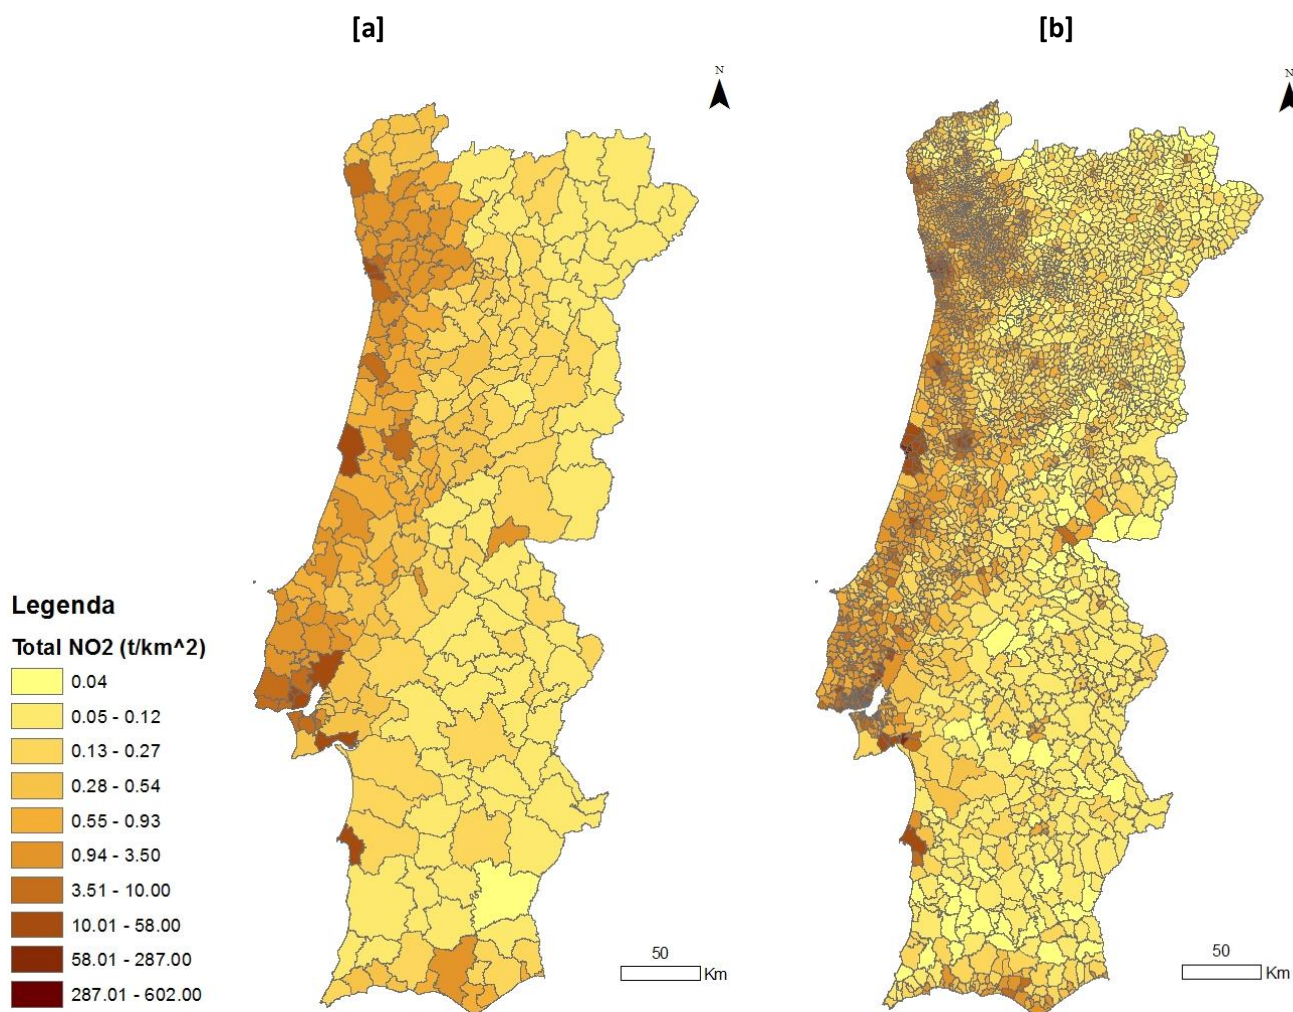 [a]
[b]
N
N
Legenda
Total NO2 (t/km^2)
0.04
0.05 - 0.12
0.13 - 0.27
0.28 - 0.54
0.55 - 0.93
0.94 - 3.50
3.51 - 10.00
10.01 - 58.00
58.01 - 287.00
287.01 - 602.00
50
Km
50
Km